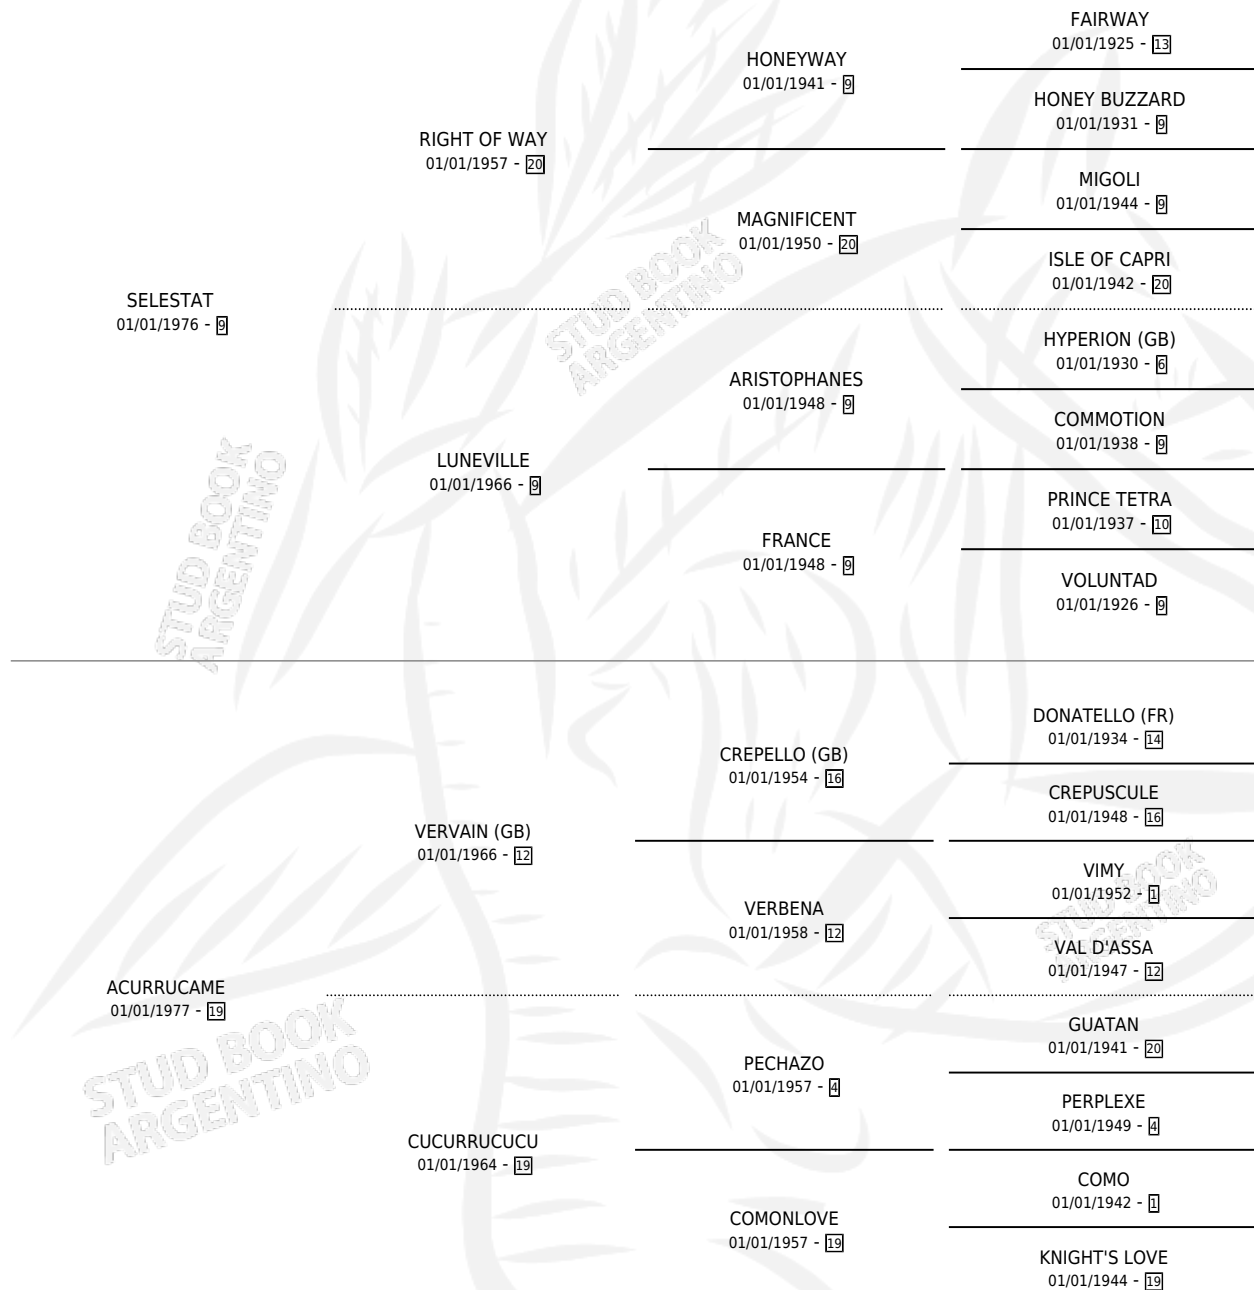 FAIRWAY
01/01/1925 - 13
HONEYWAY
01/01/1941 - 9
HONEY BUZZARD
01/01/1931 - 9
RIGHT OF WAY
01/01/1957 - 20
MIGOLI
01/01/1944 - 9
MAGNIFICENT
01/01/1950 - 20
ISLE OF CAPRI
01/01/1942 - 20
STUD BOOK
ARGENTINO
SELESTAT
01/01/1976 - 9
HYPERION (GB)
01/01/1930 - 6
ARISTOPHANES
01/01/1948 - 9
COMMOTION
01/01/1938 - 9
LUNEVILLE
01/01/1966 - 9
PRINCE TETRA
01/01/1937 - 10
FRANCE
01/01/1948 - 9
VOLUNTAD
01/01/1926 - 9
STUD BOOK
ARGENTINO
DONATELLO (FR)
01/01/1934 - 14
CREPELLO (GB)
01/01/1954 - 16
CREPUSCULE
01/01/1948 - 16
VERVAIN (GB)
01/01/1966 - 12
VIMY
01/01/1952 - 1
VERBENA
01/01/1958 - 12
STUD BOOK
ARGENTINO
VAL D'ASSA
01/01/1947 - 12
ACURRUCAME
01/01/1977 - 19
GUATAN
01/01/1941 - 20
STUD BOOK
ARGENTINO
PECHAZO
01/01/1957 - 4
PERPLEXE
01/01/1949 - 4
CUCURRUCUCU
01/01/1964 - 19
COMO
01/01/1942 - 1
COMONLOVE
01/01/1957 - 19
KNIGHT'S LOVE
01/01/1944 - 19